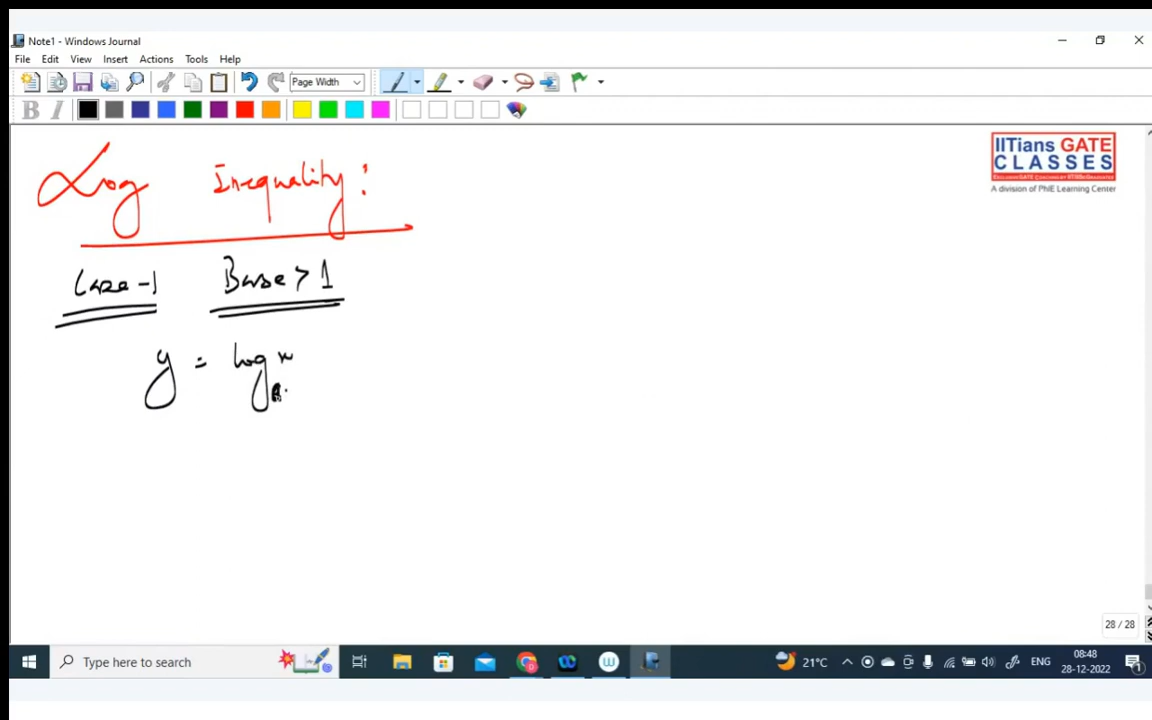 Note1 - Windows Journal
File Edit View Insert Actions Tools Help
Page Width
B I
IITians GATE
CLASSES
A division of PhIE Learning Center
Log Inequality:
Case-1 Base > 1
y = log x
28 / 28
Type here to search
21°C
ENG
08:48
28-12-2022
1